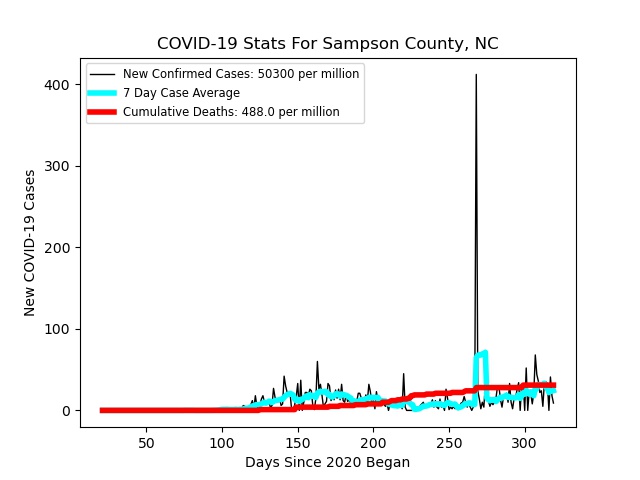 COVID-19 Stats For Sampson County, NC
New Confirmed Cases: 50300 per million
7 Day Case Average
Cumulative Deaths: 488.0 per million
New COVID-19 Cases
400
300
200
100
0
50 100 150 200 250 300
Days Since 2020 Began